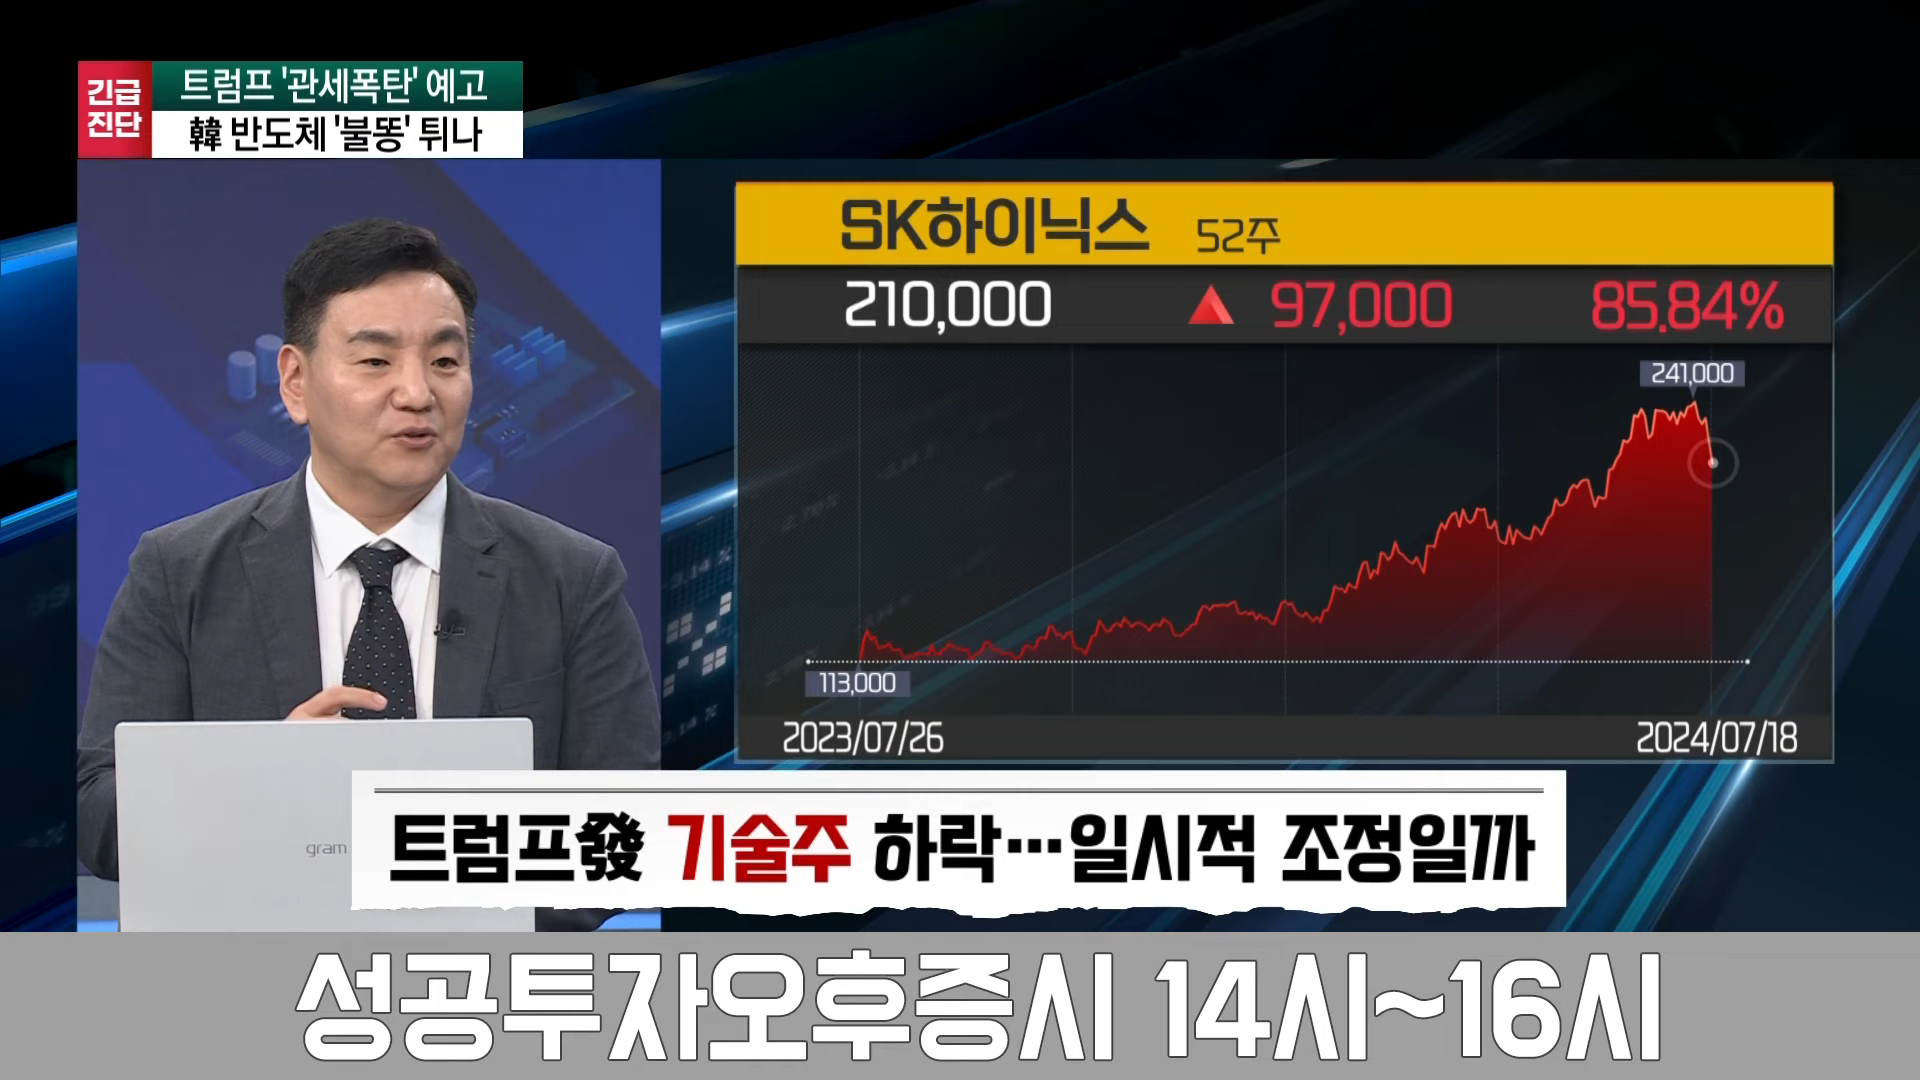 긴급
진단
트럼프 '관세폭탄' 예고
韓 반도체 '불똥' 튀나
SK하이닉스 52주
210,000 ▲ 97,000 85.84%
241,000
113,000
2023/07/26 2024/07/18
gram
트럼프發 기술주 하락…일시적 조정일까
성공투자오후증시 14시~16시